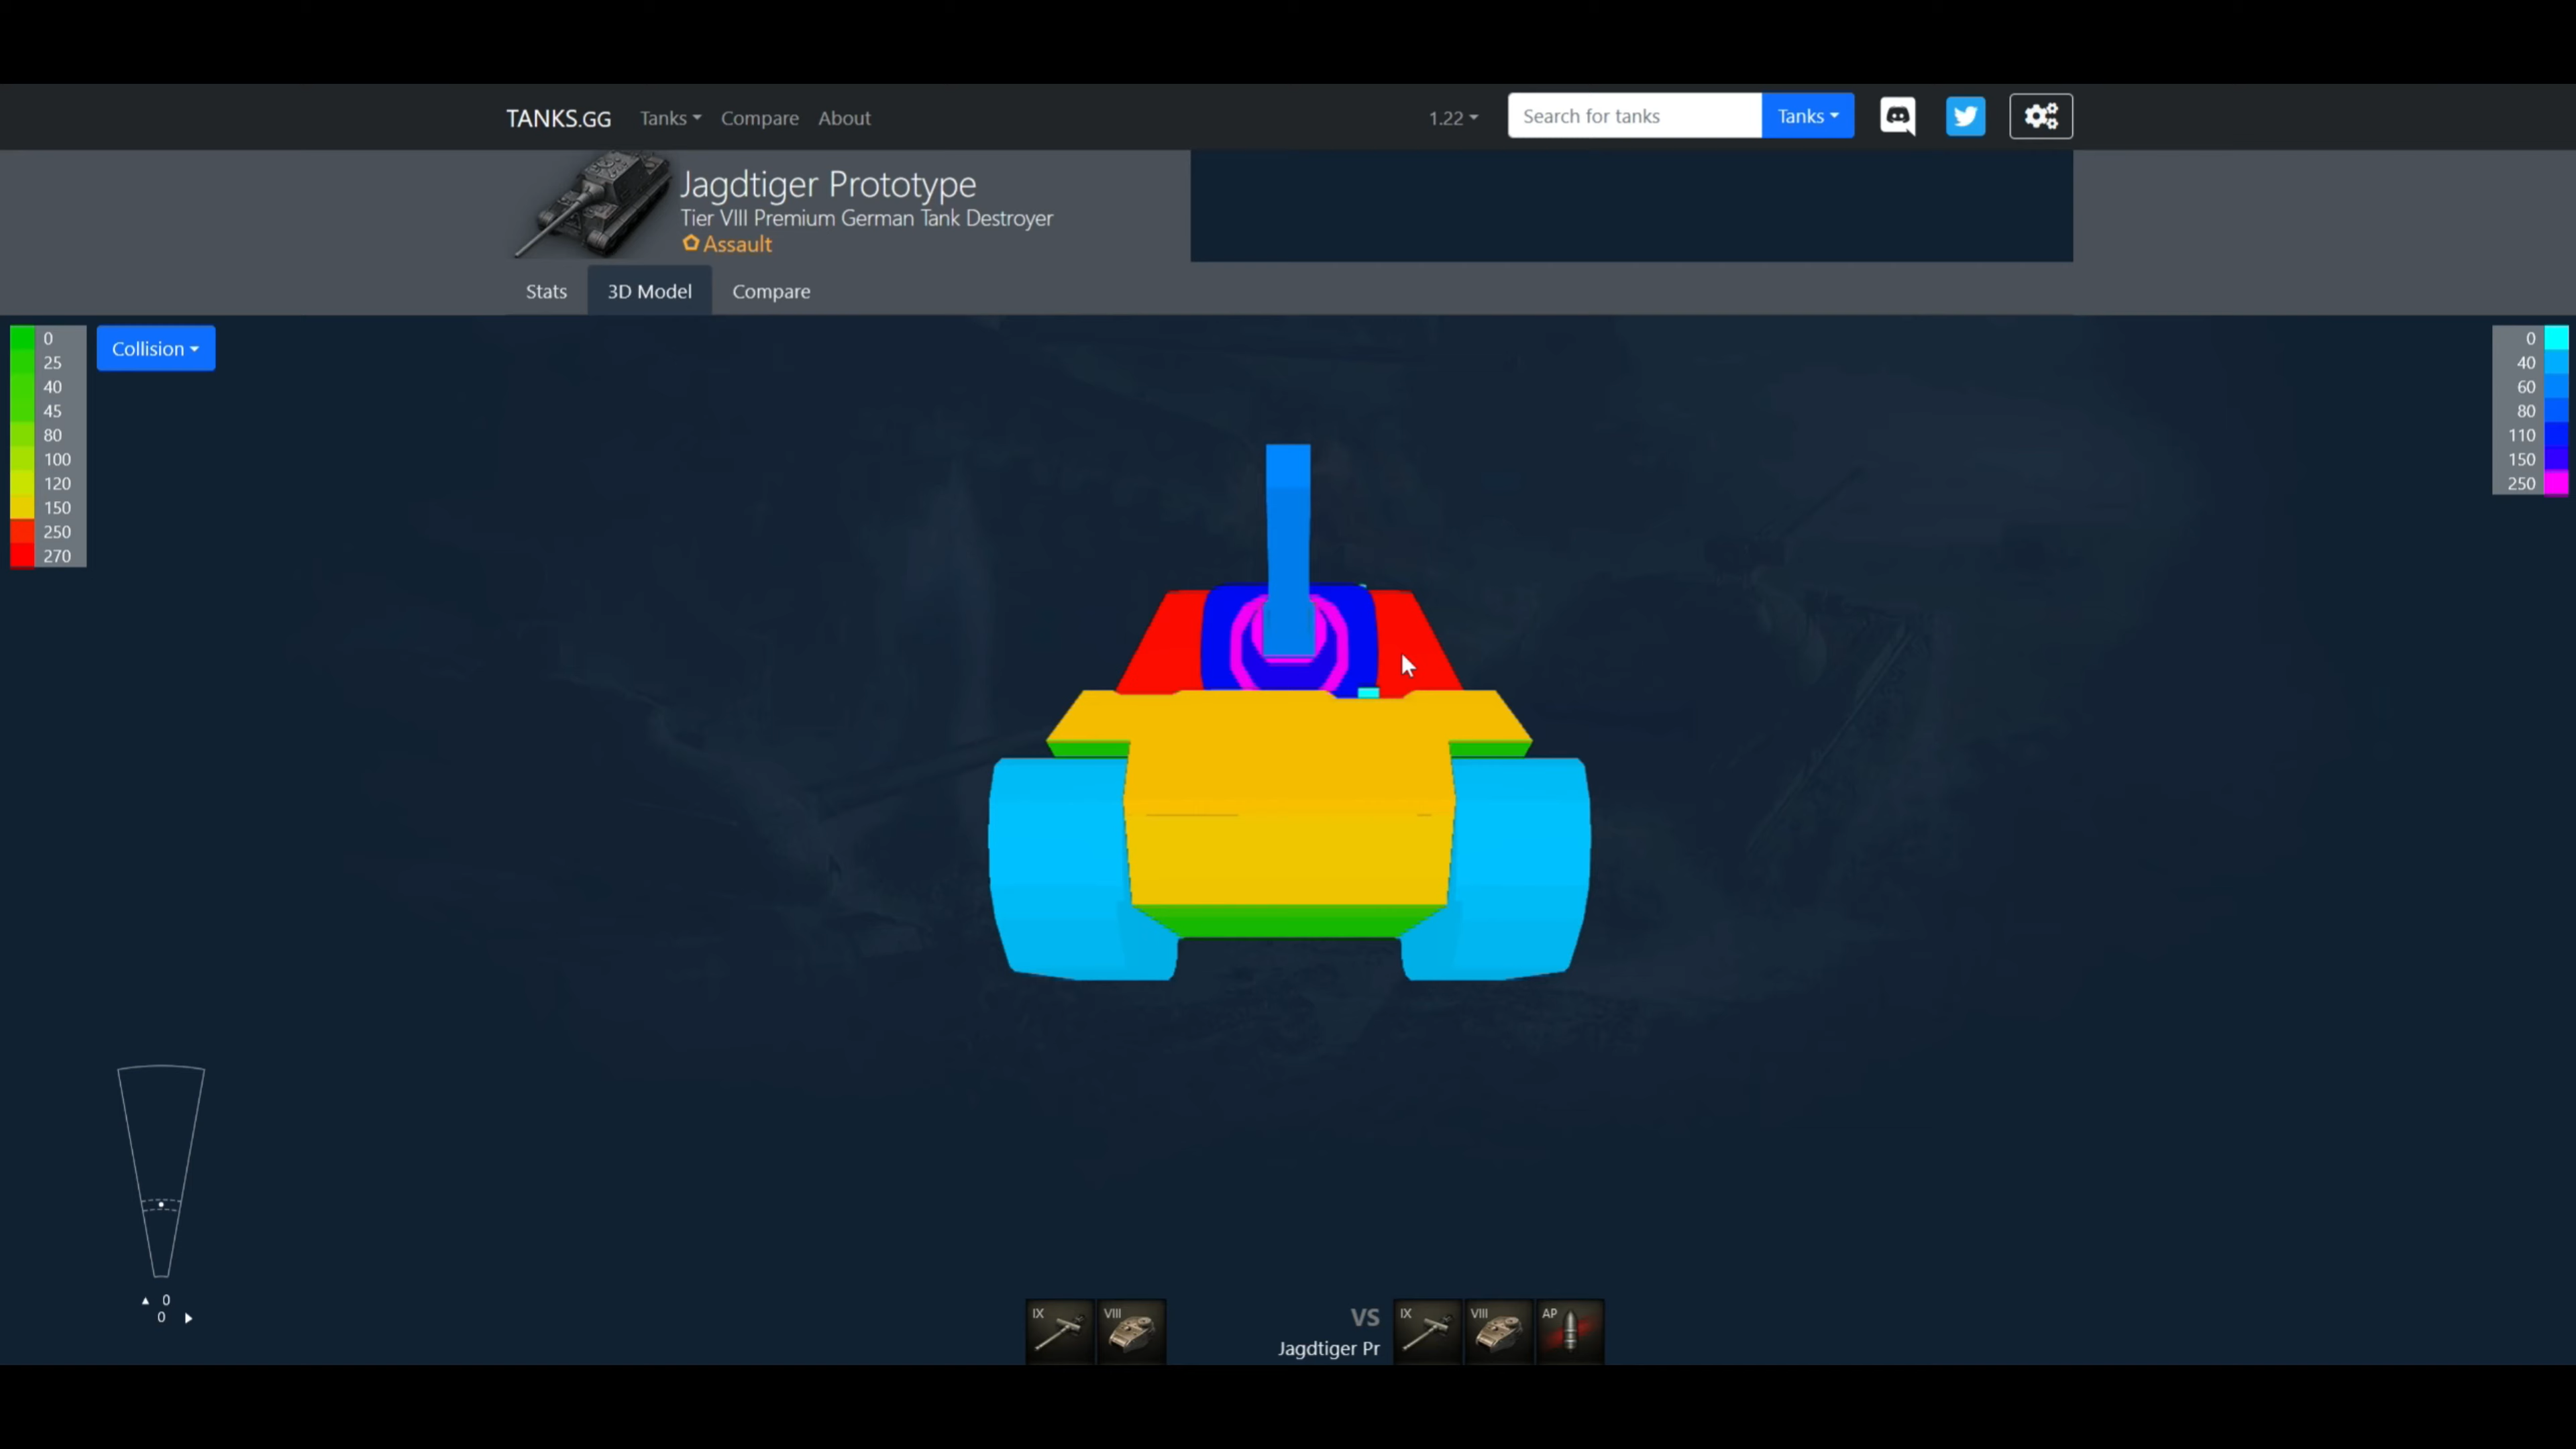 TANKS.GG Tanks Compare About 1.22 Search for tanks Tanks
Jagdtiger Prototype
Tier VIII Premium German Tank Destroyer
Assault
Stats 3D Model Compare
Collision
0
25
40
45
80
100
120
150
250
270
0
40
60
80
110
150
250
0
0
IX VIII VS IX VIII AP
Jagdtiger Pr